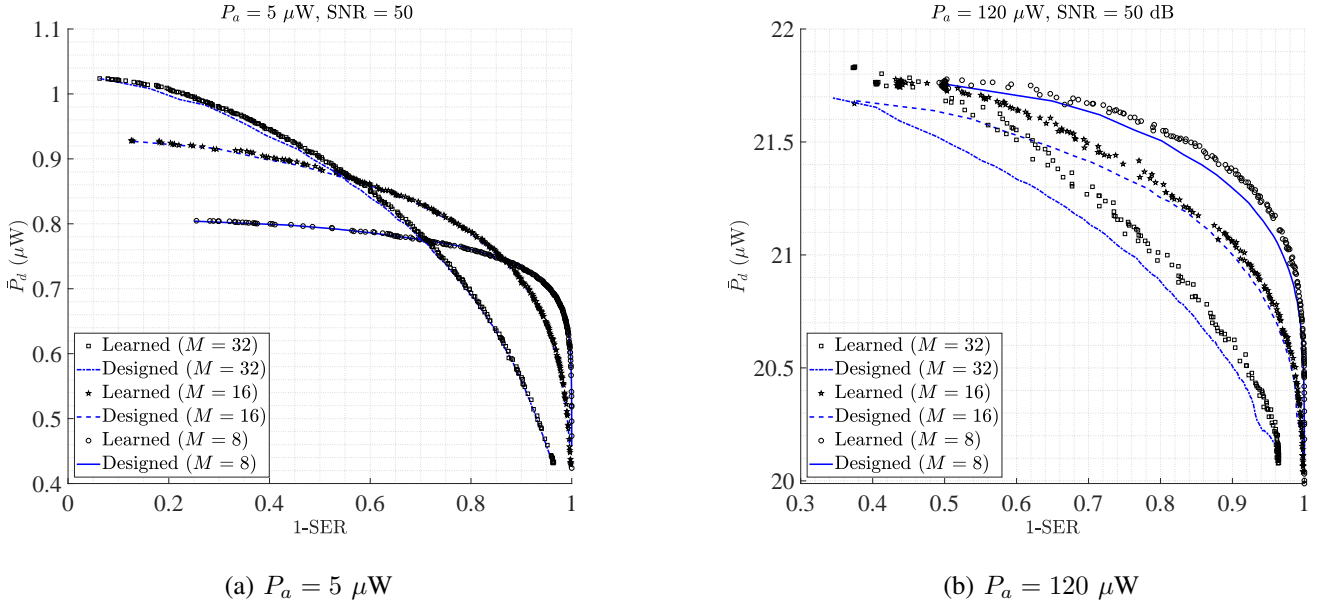 P_a = 5 μW, SNR = 50
1.1
1
0.9
0.8
0.7
0.6
0.5
0.4
P̄_d (μW)
Learned (M = 32)
Designed (M = 32)
Learned (M = 16)
Designed (M = 16)
Learned (M = 8)
Designed (M = 8)
0 0.2 0.4 0.6 0.8 1
1-SER
(a) P_a = 5 μW
P_a = 120 μW, SNR = 50 dB
22
21.5
21
20.5
20
P̄_d (μW)
Learned (M = 32)
Designed (M = 32)
Learned (M = 16)
Designed (M = 16)
Learned (M = 8)
Designed (M = 8)
0.3 0.4 0.5 0.6 0.7 0.8 0.9 1
1-SER
(b) P_a = 120 μW